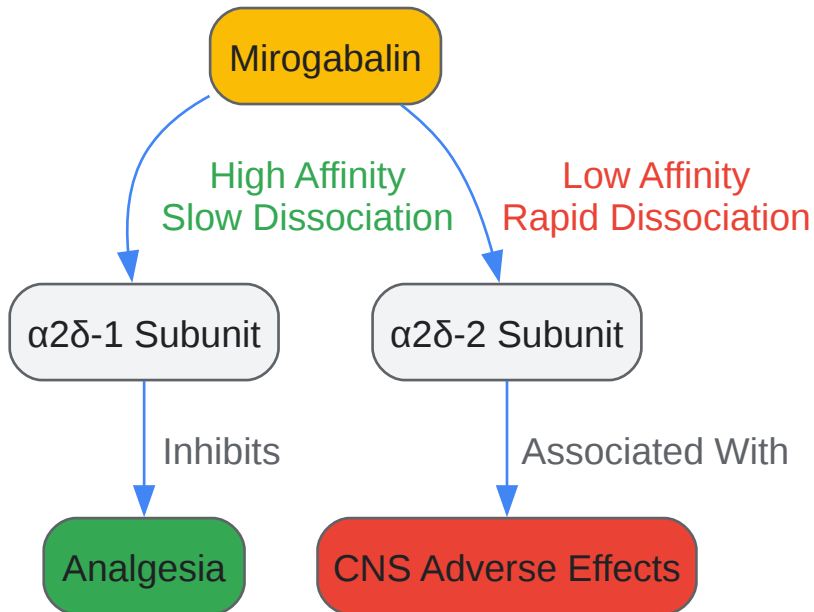 Mirogabalin
High Affinity
Slow Dissociation
Low Affinity
Rapid Dissociation
α2δ-1 Subunit
α2δ-2 Subunit
Inhibits
Associated With
Analgesia
CNS Adverse Effects